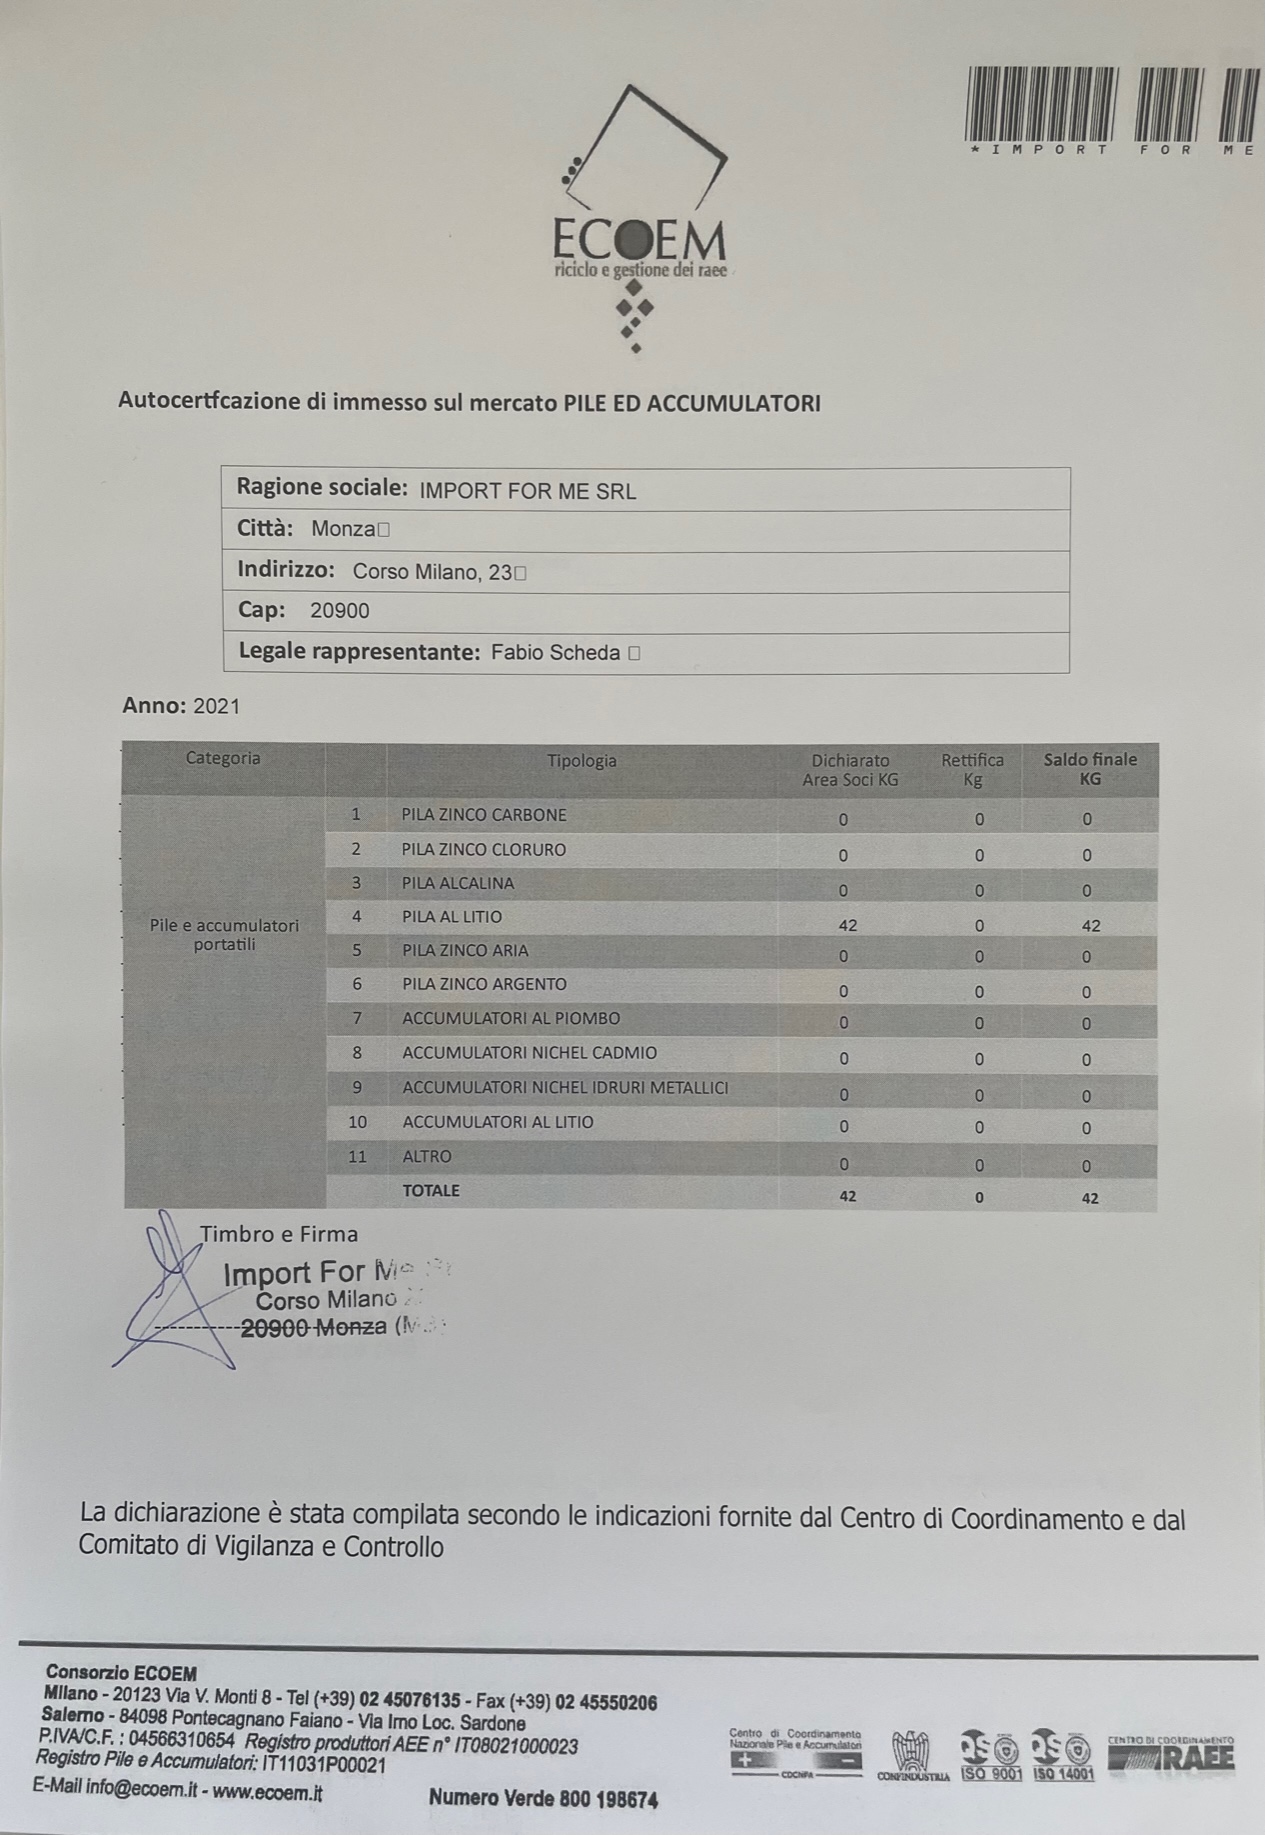 *IMPORT FOR ME
ECOEM
riciclo e gestione dei raee
Autocertfcazione di immesso sul mercato PILE ED ACCUMULATORI
Ragione sociale: IMPORT FOR ME SRL
Città: Monza
Indirizzo: Corso Milano, 23
Cap: 20900
Legale rappresentante: Fabio Scheda
Anno: 2021
Categoria Tipologia Dichiarato Area Soci KG Rettifica Kg Saldo finale KG
Pile e accumulatori portatili
1 PILA ZINCO CARBONE 0 0 0
2 PILA ZINCO CLORURO 0 0 0
3 PILA ALCALINA 0 0 0
4 PILA AL LITIO 42 0 42
5 PILA ZINCO ARIA 0 0 0
6 PILA ZINCO ARGENTO 0 0 0
7 ACCUMULATORI AL PIOMBO 0 0 0
8 ACCUMULATORI NICHEL CADMIO 0 0 0
9 ACCUMULATORI NICHEL IDRURI METALLICI 0 0 0
10 ACCUMULATORI AL LITIO 0 0 0
11 ALTRO 0 0 0
TOTALE 42 0 42
Timbro e Firma
Import For Me
Corso Milano
20900 Monza
La dichiarazione è stata compilata secondo le indicazioni fornite dal Centro di Coordinamento e dal
Comitato di Vigilanza e Controllo
Consorzio ECOEM
Milano - 20123 Via V. Monti 8 - Tel (+39) 02 45076135 - Fax (+39) 02 45550206
Salerno - 84098 Pontecagnano Faiano - Via Irno Loc. Sardone
P.IVA/C.F. : 04566310654 Registro produttori AEE n° IT08021000023
Registro Pile e Accumulatori: IT11031P00021
E-Mail info@ecoem.it - www.ecoem.it
Numero Verde 800 198674
Centro di Coordinamento
Nazionale Pile e Accumulatori
CDCNPA
CONFINDUSTRIA
QS ISO 9001
QS ISO 14001
CENTRO DI COORDINAMENTO
RAEE